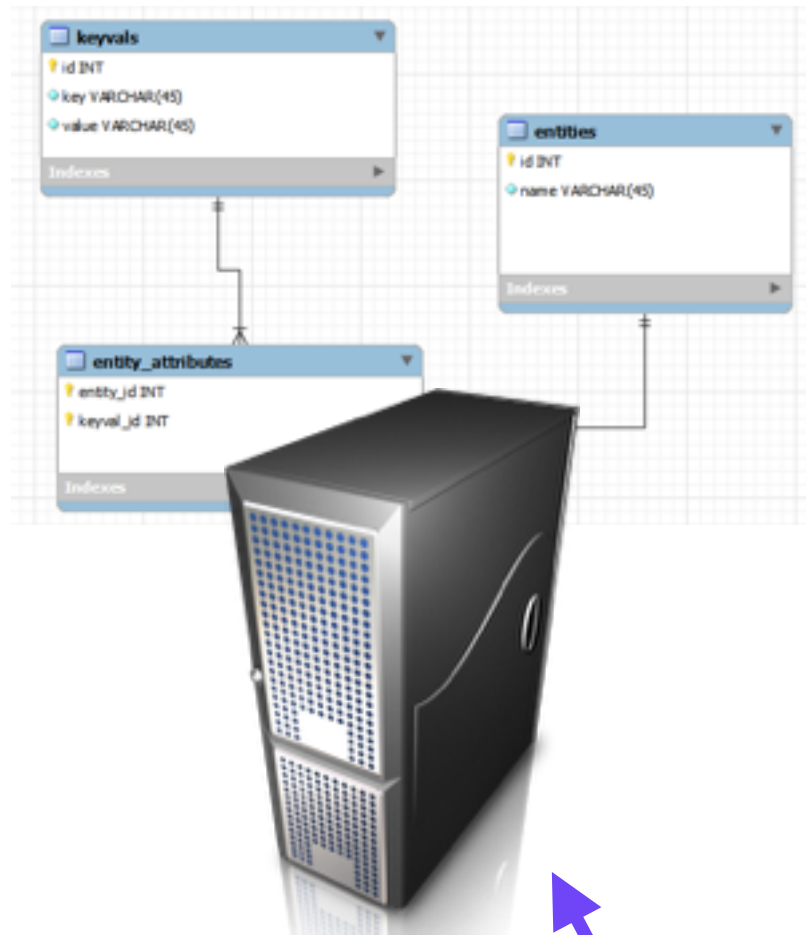 keyvals
id INT
key VARCHAR(45)
value VARCHAR(45)
Indexes
entities
id INT
name VARCHAR(45)
Indexes
entity_attributes
entity_id INT
keyval_id INT
Indexes